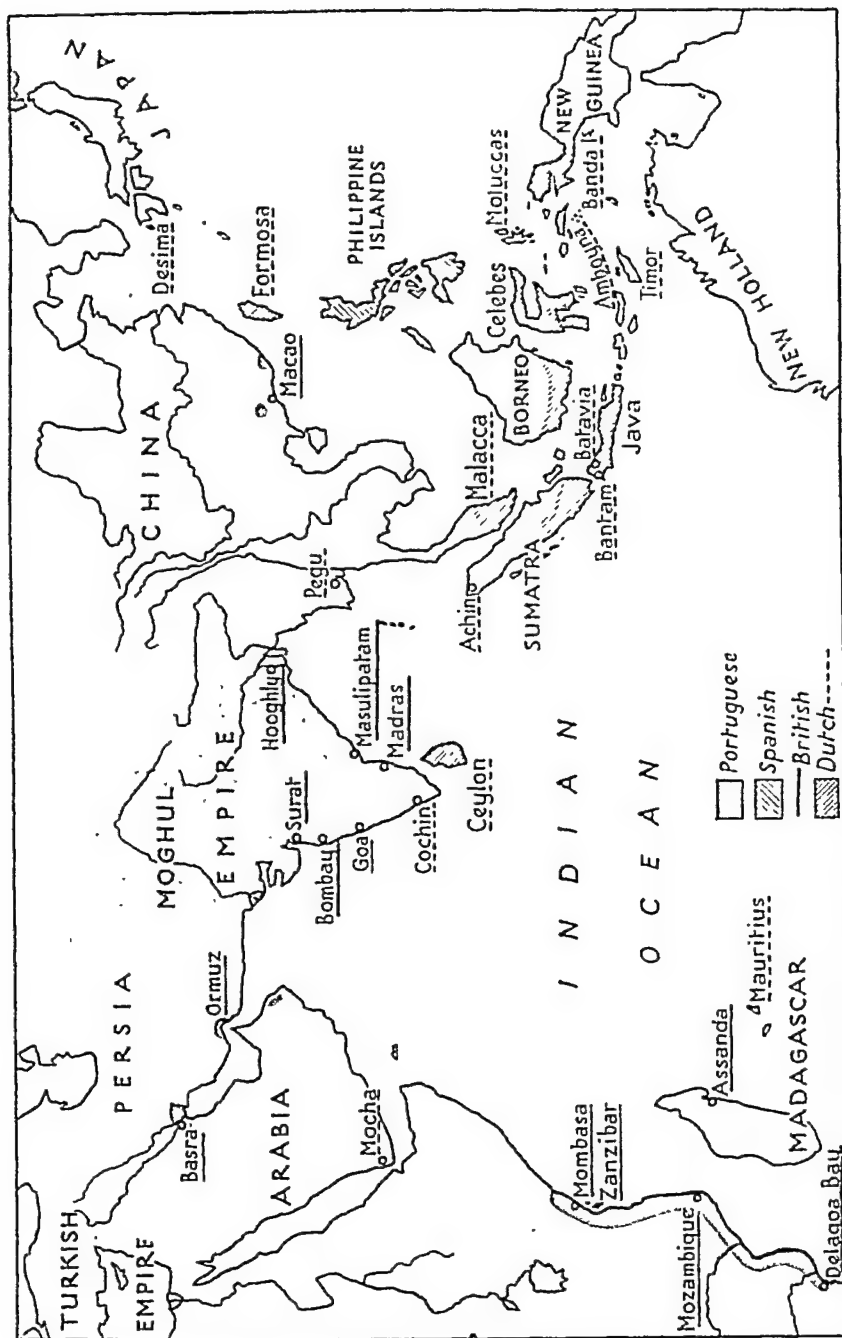 TURKISH
EMPIRE
PERSIA
MOGHUL
EMPIRE
CHINA
JAPAN
Basra
Ormuz
ARABIA
Mocha
Surat
Bombay
Goa
Cochin
Hooghly
Masulipatam
Madras
Ceylon
Pegu
Macao
Desima
Formosa
PHILIPPINE
ISLANDS
Malacca
Achin
SUMATRA
Bantam
Batavia
Java
BORNEO
Celebes
Moluccas
Amboyna
Banda I.
Timor
NEW
GUINEA
NEW HOLLAND
INDIAN
OCEAN
Mombasa
Zanzibar
Mozambique
Delagoa Bay
Assanda
Mauritius
MADAGASCAR
Portuguese
Spanish
British
Dutch